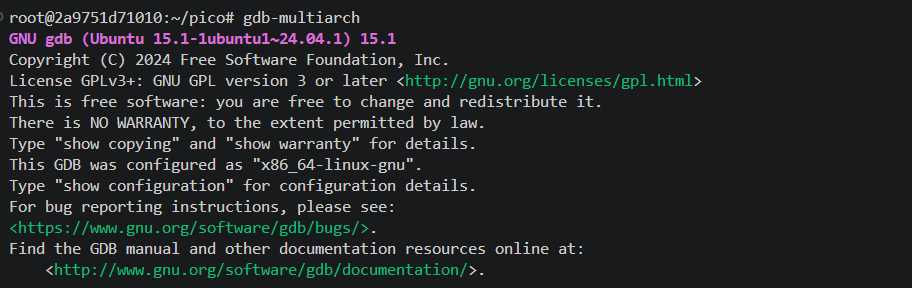 root@2a9751d71010:~/pico# gdb-multiarch
GNU gdb (Ubuntu 15.1-1ubuntu1~24.04.1) 15.1
Copyright (C) 2024 Free Software Foundation, Inc.
License GPLv3+: GNU GPL version 3 or later <http://gnu.org/licenses/gpl.html>
This is free software: you are free to change and redistribute it.
There is NO WARRANTY, to the extent permitted by law.
Type "show copying" and "show warranty" for details.
This GDB was configured as "x86_64-linux-gnu".
Type "show configuration" for configuration details.
For bug reporting instructions, please see:
<https://www.gnu.org/software/gdb/bugs/>.
Find the GDB manual and other documentation resources online at:
    <http://www.gnu.org/software/gdb/documentation/>.